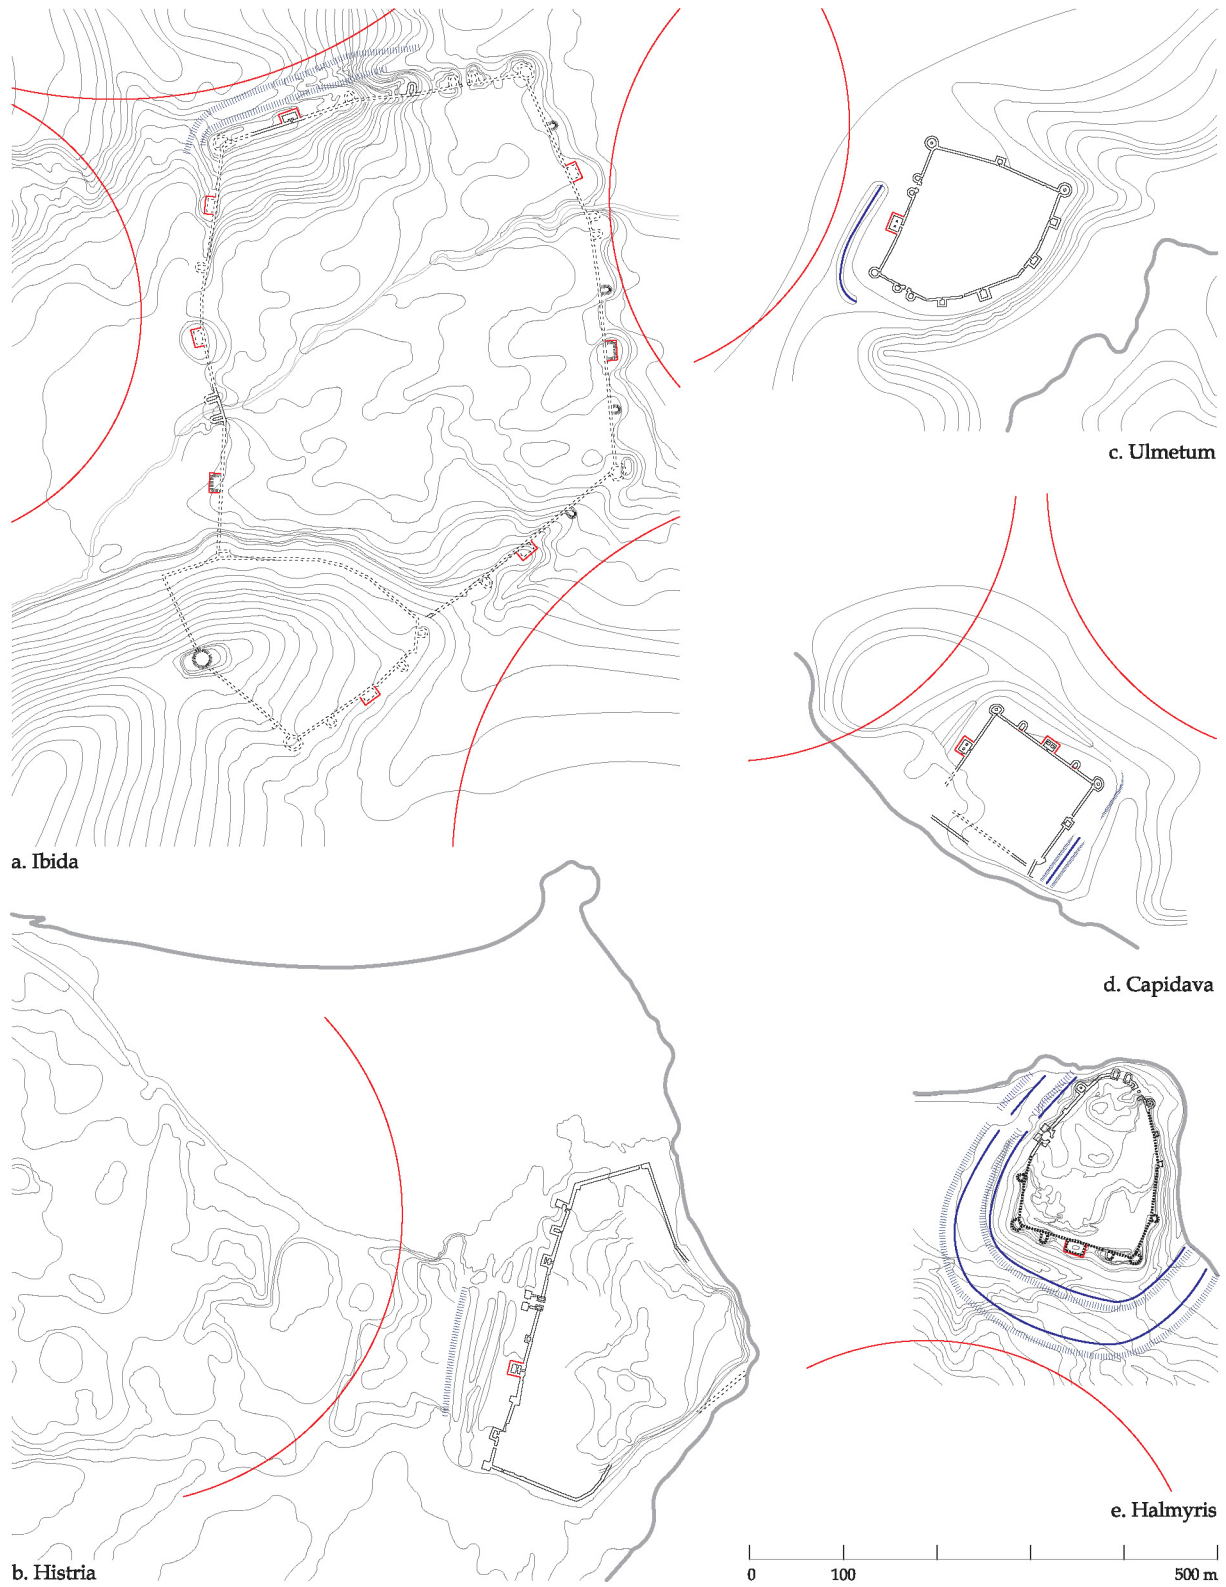 c. Ulmetum
a. Ibida
d. Capidava
e. Halmyris
b. Histria
0 100 500 m